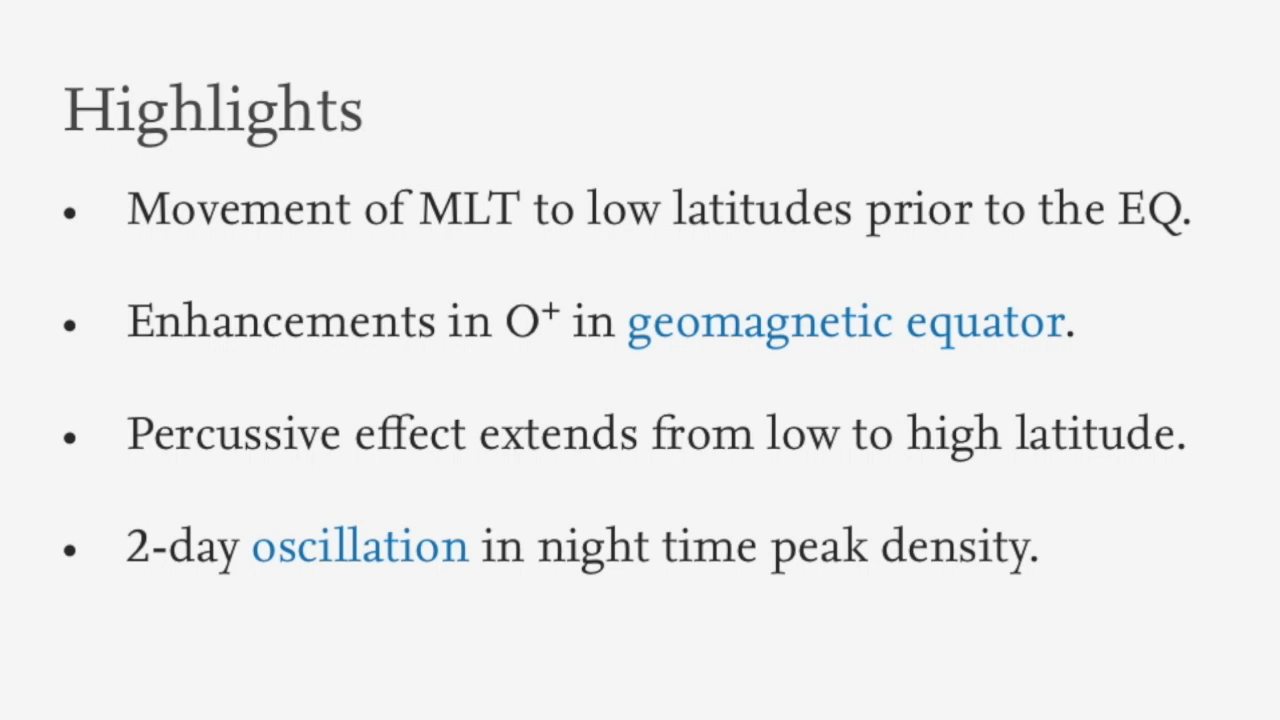 Highlights
• Movement of MLT to low latitudes prior to the EQ.
• Enhancements in O⁺ in geomagnetic equator.
• Percussive effect extends from low to high latitude.
• 2-day oscillation in night time peak density.